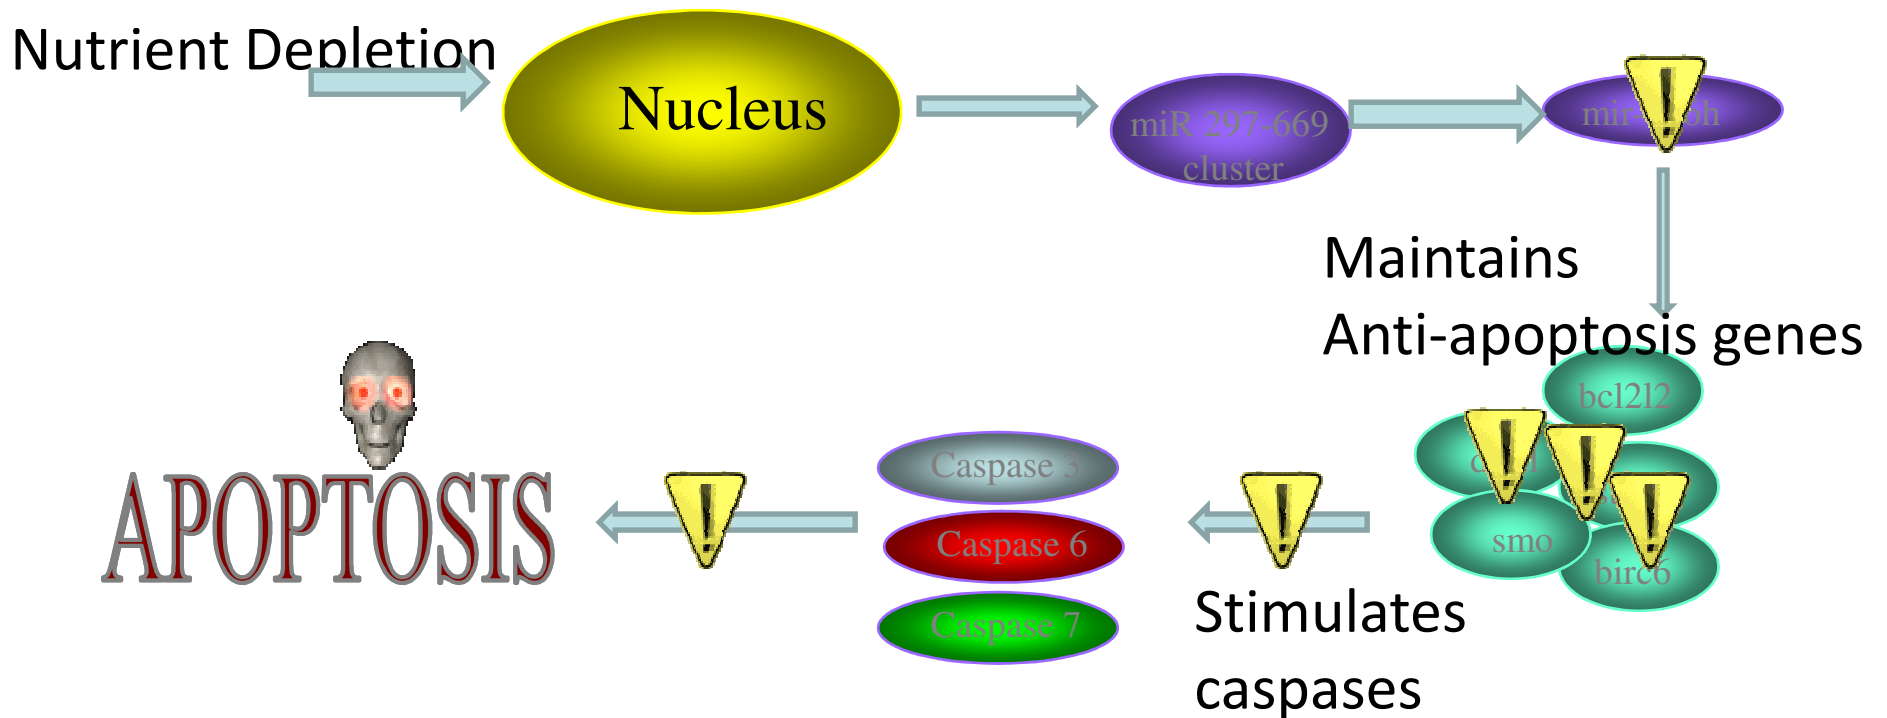 Nutrient Depletion
Nucleus
miR 297-669
cluster
Maintains
Anti-apoptosis genes
bcl2l2
smo
birc6
Caspase 3
Caspase 6
Caspase 7
Stimulates
caspases
APOPTOSIS